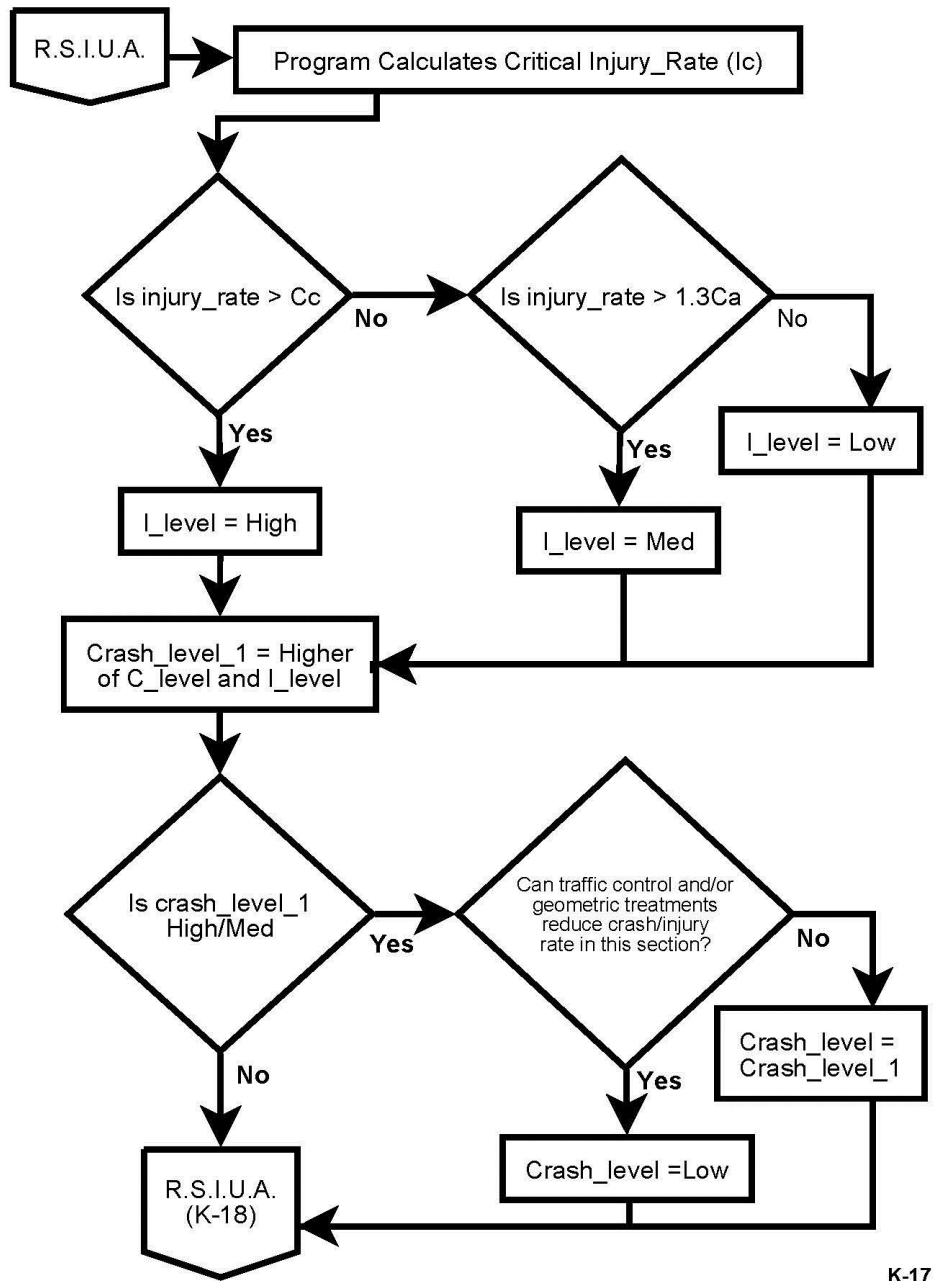 R.S.I.U.A.
Program Calculates Critical Injury_Rate (Ic)
Is injury_rate > Cc
No
Is injury_rate > 1.3Ca
No
Yes
Yes
I_level = Low
I_level = High
I_level = Med
Crash_level_1 = Higher
of C_level and I_level
Is crash_level_1
High/Med
Yes
Can traffic control and/or
geometric treatments
reduce crash/injury
rate in this section?
No
No
Yes
Crash_level =
Crash_level_1
Crash_level =Low
R.S.I.U.A.
(K-18)
K-17